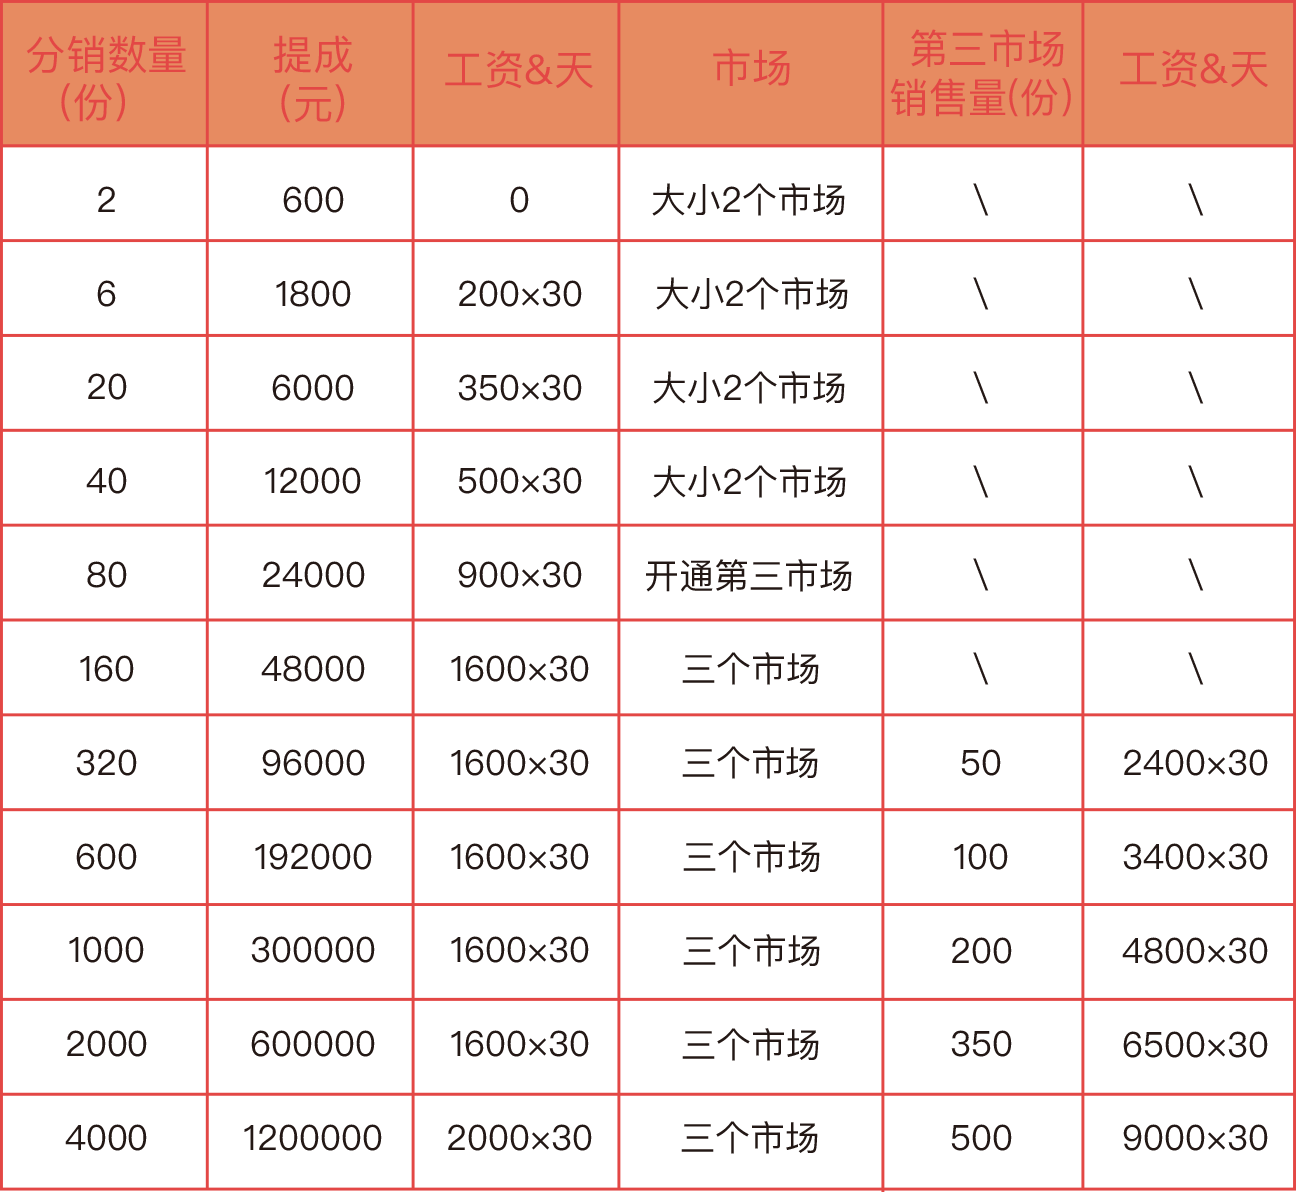 分销数量
(份)
提成
(元)
工资&天
市场
第三市场
销售量(份)
工资&天
2 600 0 大小2个市场 \ \
6 1800 200×30 大小2个市场 \ \
20 6000 350×30 大小2个市场 \ \
40 12000 500×30 大小2个市场 \ \
80 24000 900×30 开通第三市场 \ \
160 48000 1600×30 三个市场 \ \
320 96000 1600×30 三个市场 50 2400×30
600 192000 1600×30 三个市场 100 3400×30
1000 300000 1600×30 三个市场 200 4800×30
2000 600000 1600×30 三个市场 350 6500×30
4000 1200000 2000×30 三个市场 500 9000×30